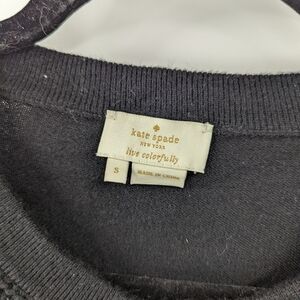 kate spade
NEW YORK
live colorfully
S
MADE IN CHINA